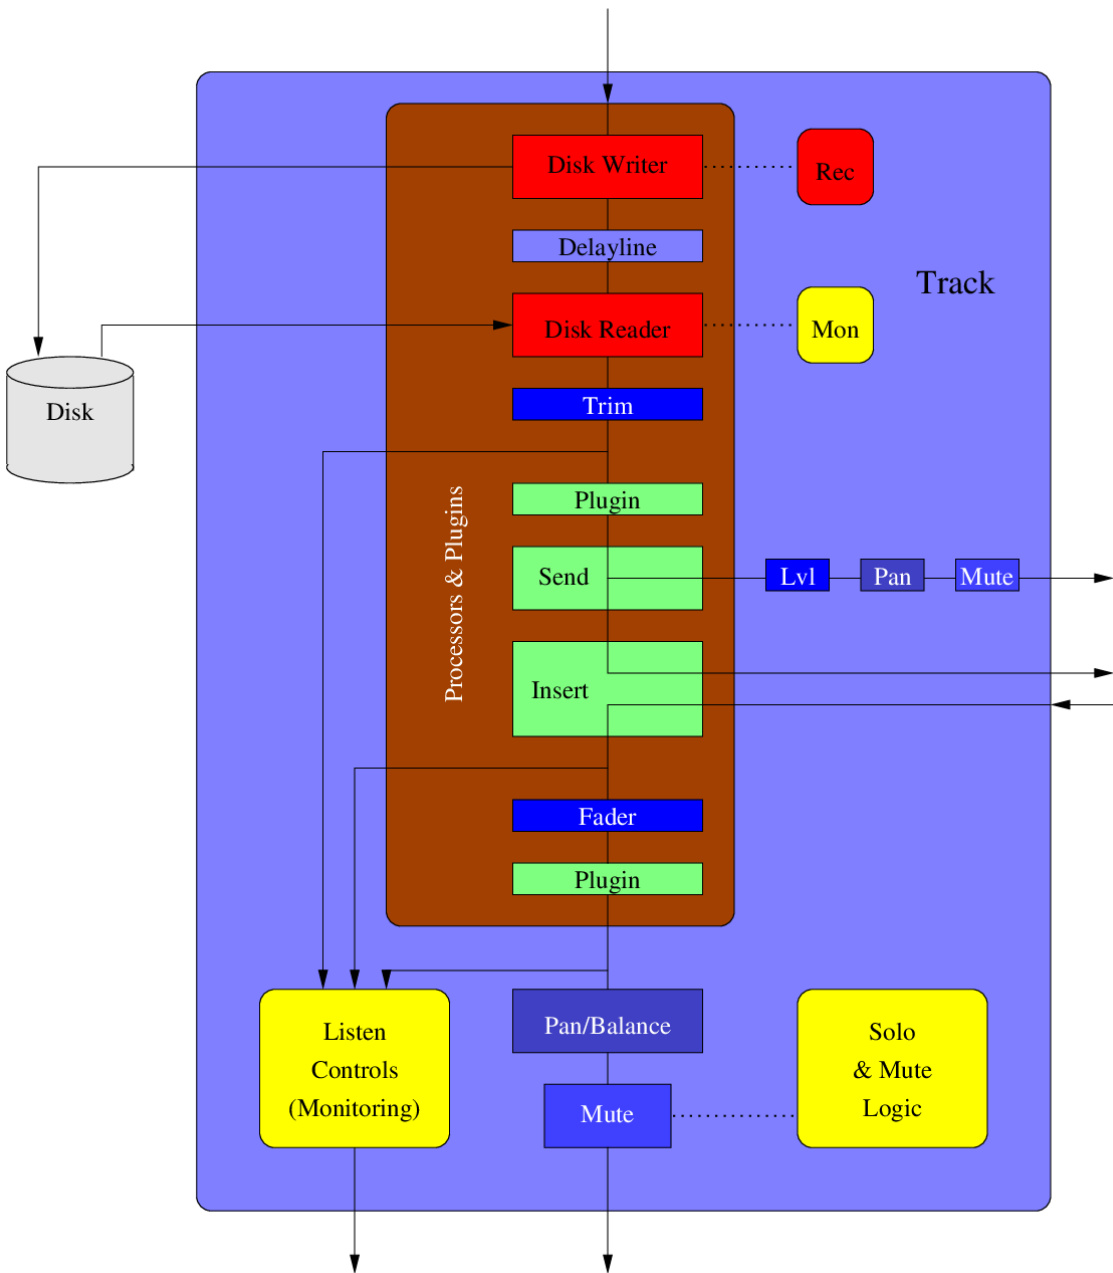 Disk Writer
Rec
Delayline
Track
Disk Reader
Mon
Disk
Trim
Processors & Plugins
Plugin
Send
Lvl
Pan
Mute
Insert
Fader
Plugin
Listen
Controls
(Monitoring)
Pan/Balance
Mute
Solo
& Mute
Logic